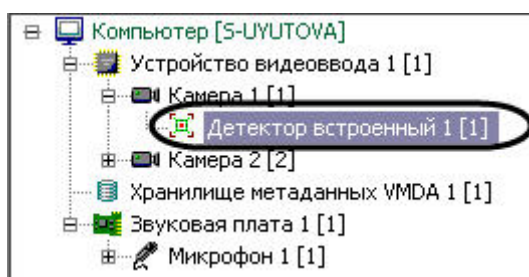 Компьютер [S-UYUTOVA]
Устройство видеоввода 1 [1]
Камера 1 [1]
Детектор встроенный 1 [1]
Камера 2 [2]
Хранилище метаданных VMDA 1 [1]
Звуковая плата 1 [1]
Микрофон 1 [1]